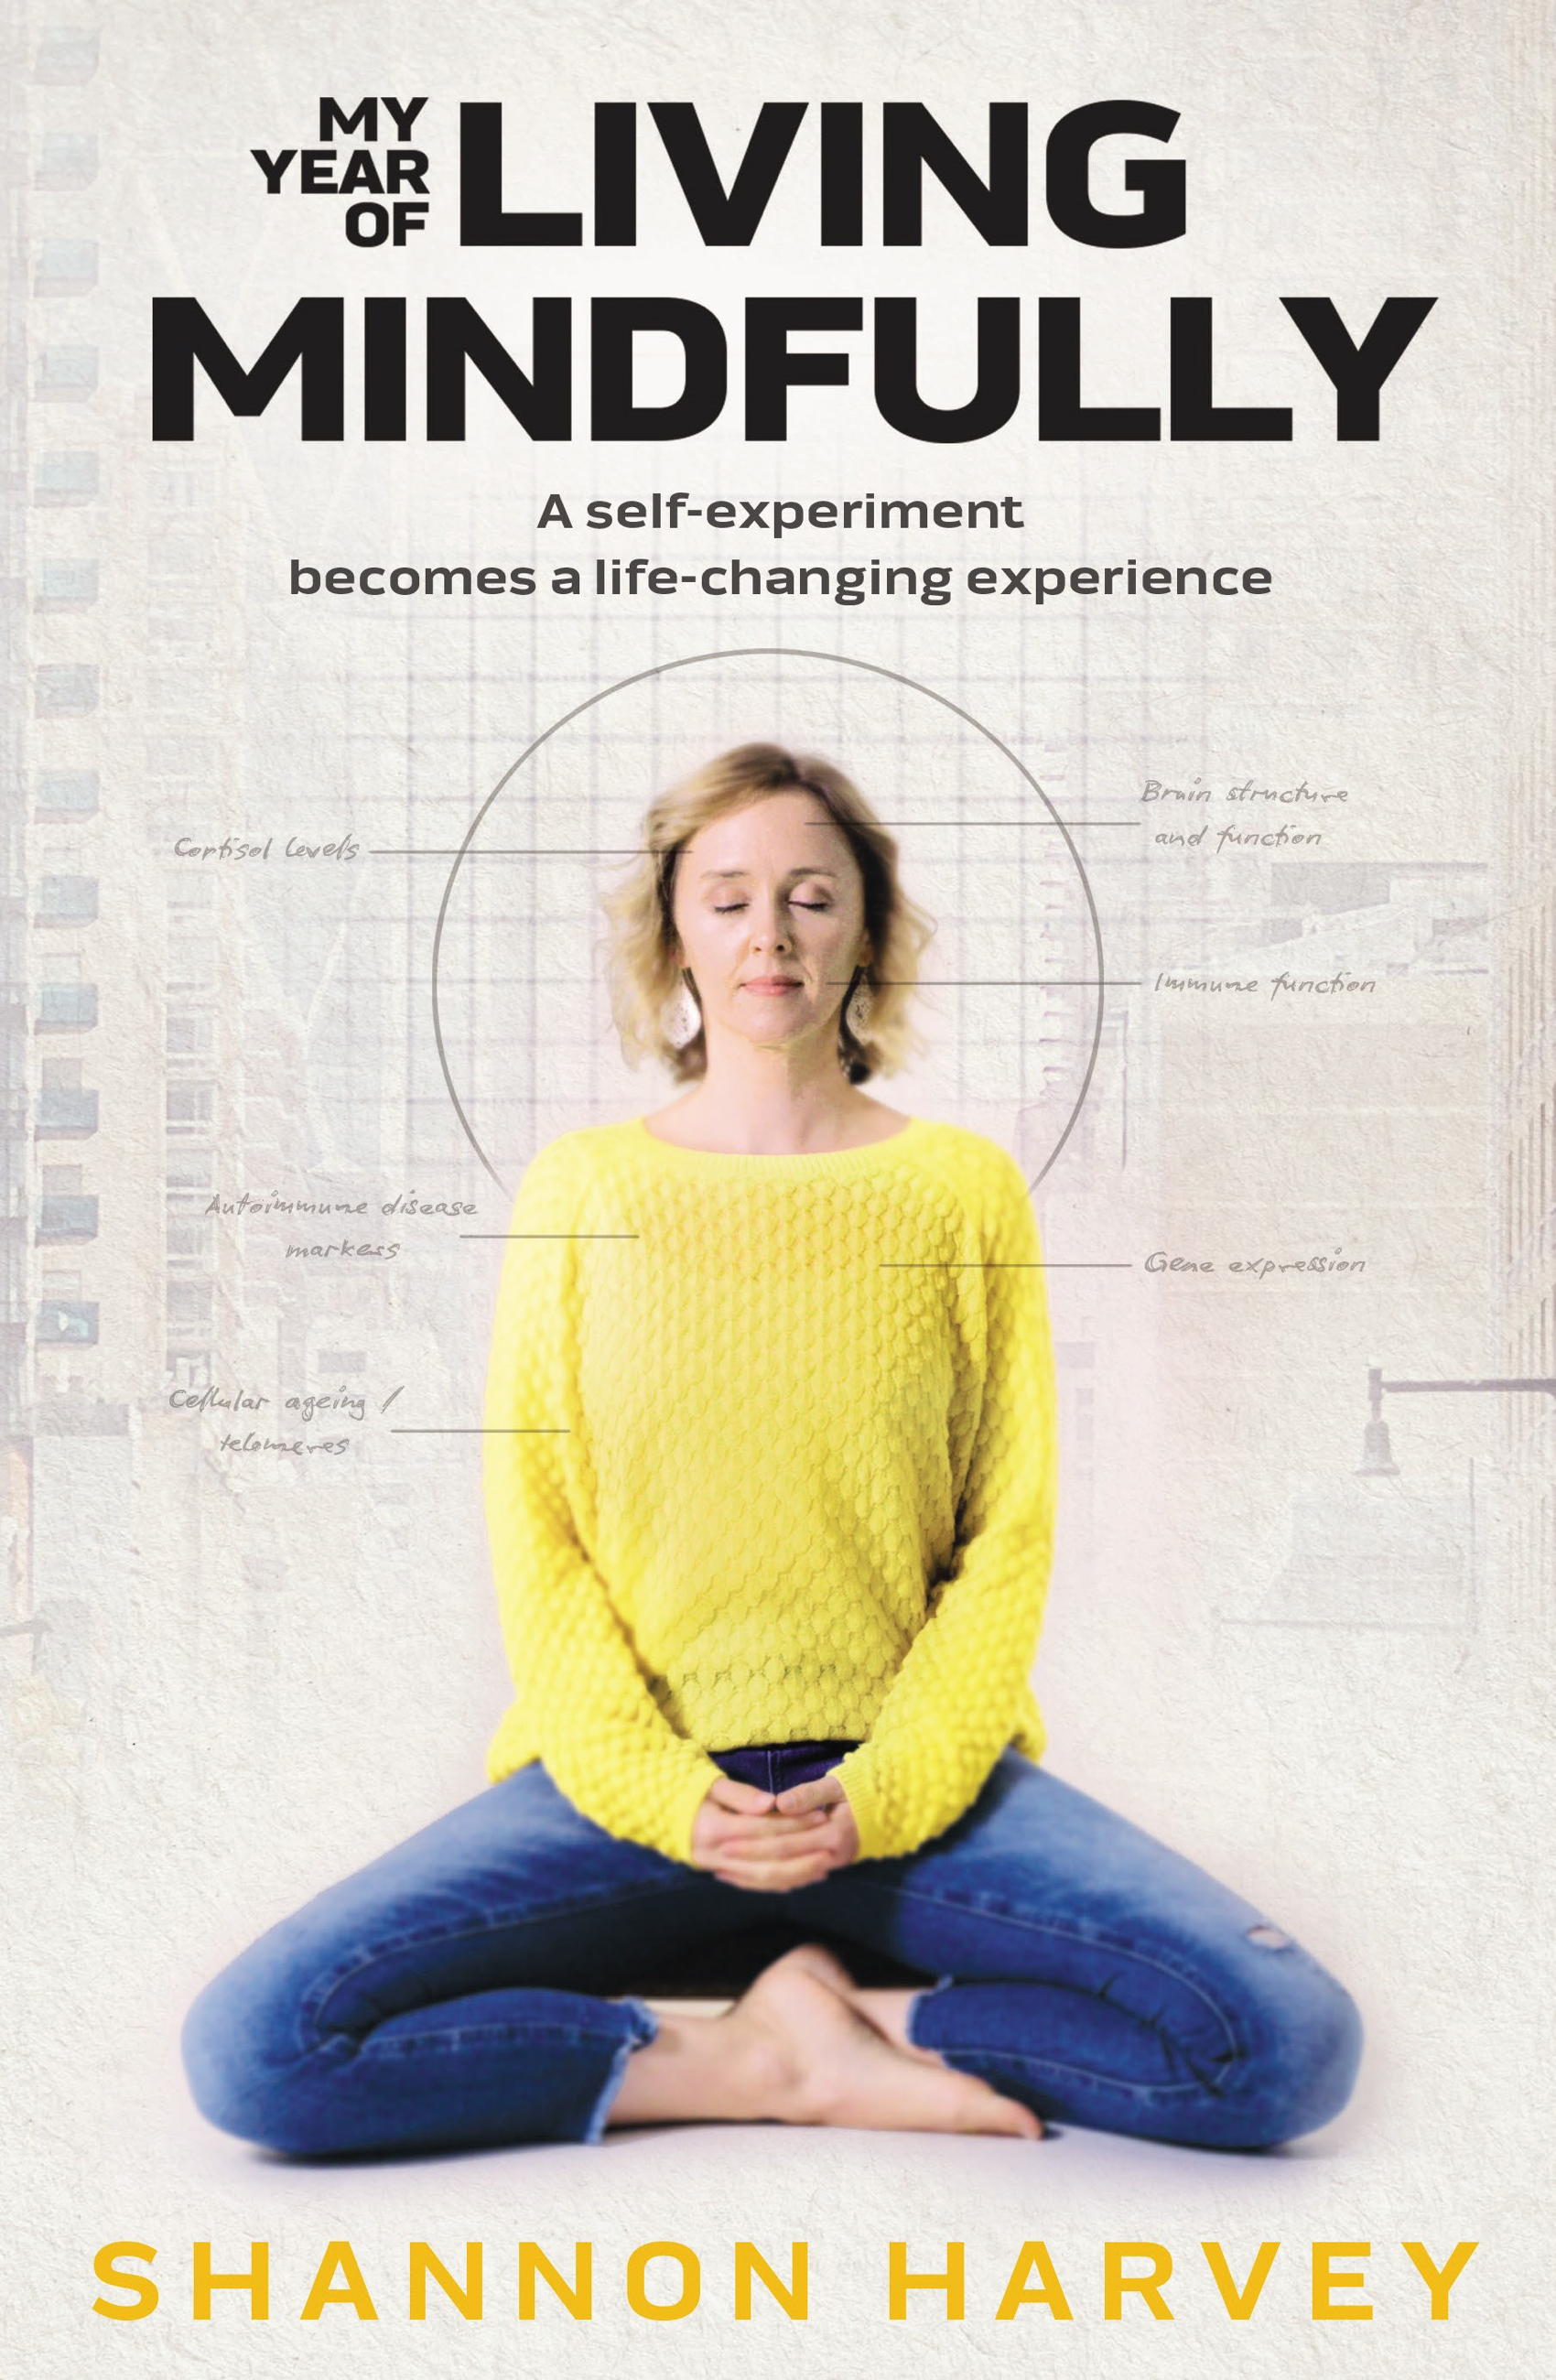 MY
YEAR
OF
LIVING
MINDFULLY
A self-experiment
becomes a life-changing experience
Brain structure
and function
Cortisol levels
Immune function
Autoimmune disease
markers
Gene expression
Cellular ageing /
telomeres
SHANNON HARVEY